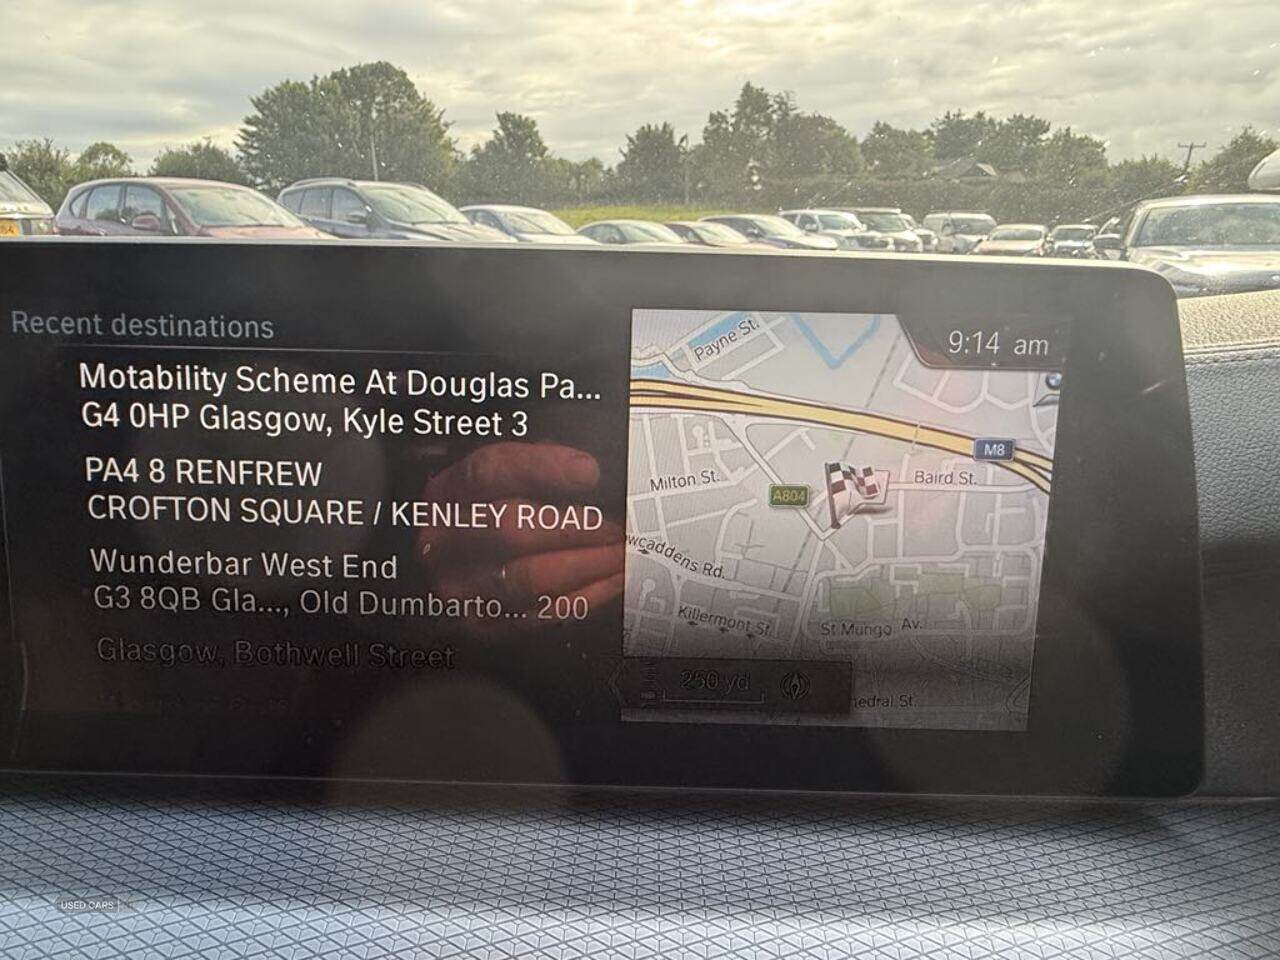 Recent destinations
9:14 am
Motability Scheme At Douglas Pa...
G4 0HP Glasgow, Kyle Street 3
PA4 8 RENFREW
CROFTON SQUARE / KENLEY ROAD
Wunderbar West End
G3 8QB Gla..., Old Dumbarto... 200
Glasgow, Bothwell Street
Payne St.
M8
Milton St.
A804
Baird St.
wcaddens Rd.
Killermont St.
St Mungo Av.
250 yd
hedral St.
USED CARS